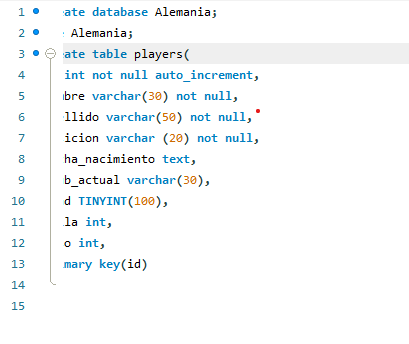 1 eate database Alemania;
2 Alemania;
3 eate table players(
4 int not null auto_increment,
5 bre varchar(30) not null,
6 llido varchar(50) not null,
7 icion varchar (20) not null,
8 ha_nacimiento text,
9 b_actual varchar(30),
10 d TINYINT(100),
11 la int,
12 o int,
13 mary key(id)
14
15